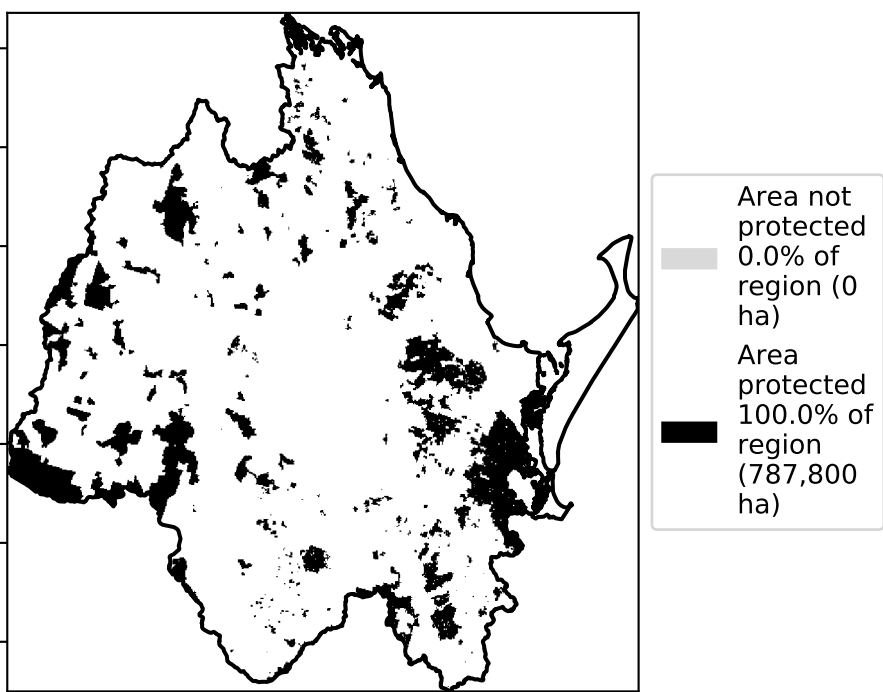 Area not
protected
0.0% of
region (0
ha)
Area
protected
100.0% of
region
(787,800
ha)